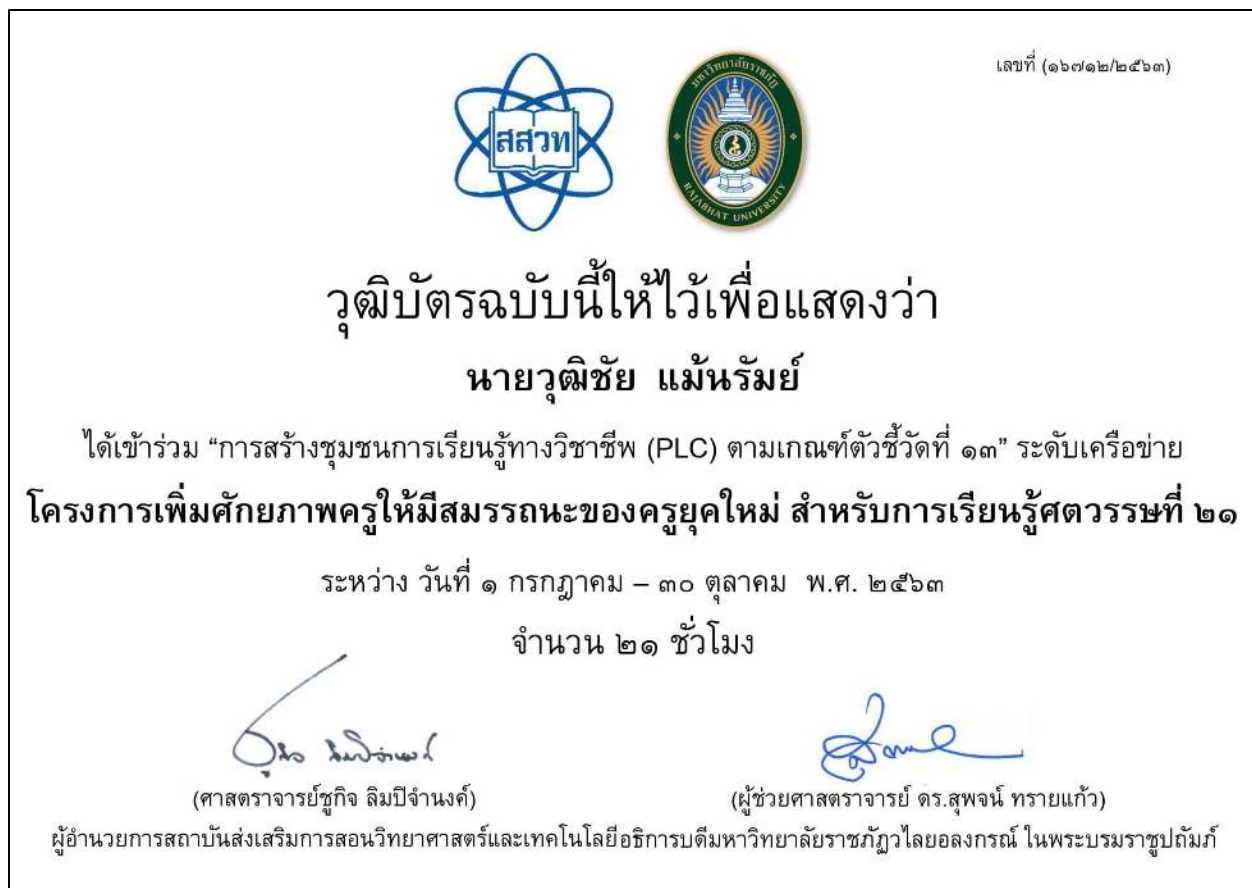 เลขที่ (๑๖๗๑๒/๒๕๖๓)
สสวท
มหาวิทยาลัยราชภัฏ
RAJABHAT UNIVERSITY
วุฒิบัตรฉบับนี้ให้ไว้เพื่อแสดงว่า
นายวุฒิชัย แม้นรัมย์
ได้เข้าร่วม “การสร้างชุมชนการเรียนรู้ทางวิชาชีพ (PLC) ตามเกณฑ์ตัวชี้วัดที่ ๑๓” ระดับเครือข่าย
โครงการเพิ่มศักยภาพครูให้มีสมรรถนะของครูยุคใหม่ สำหรับการเรียนรู้ศตวรรษที่ ๒๑
ระหว่าง วันที่ ๑ กรกฎาคม – ๓๐ ตุลาคม พ.ศ. ๒๕๖๓
จำนวน ๒๑ ชั่วโมง
(ศาสตราจารย์ชูกิจ ลิมปิจำนงค์) (ผู้ช่วยศาสตราจารย์ ดร.สุพจน์ ทรายแก้ว)
ผู้อำนวยการสถาบันส่งเสริมการสอนวิทยาศาสตร์และเทคโนโลยีอธิการบดีมหาวิทยาลัยราชภัฏวไลยอลงกรณ์ ในพระบรมราชูปถัมภ์